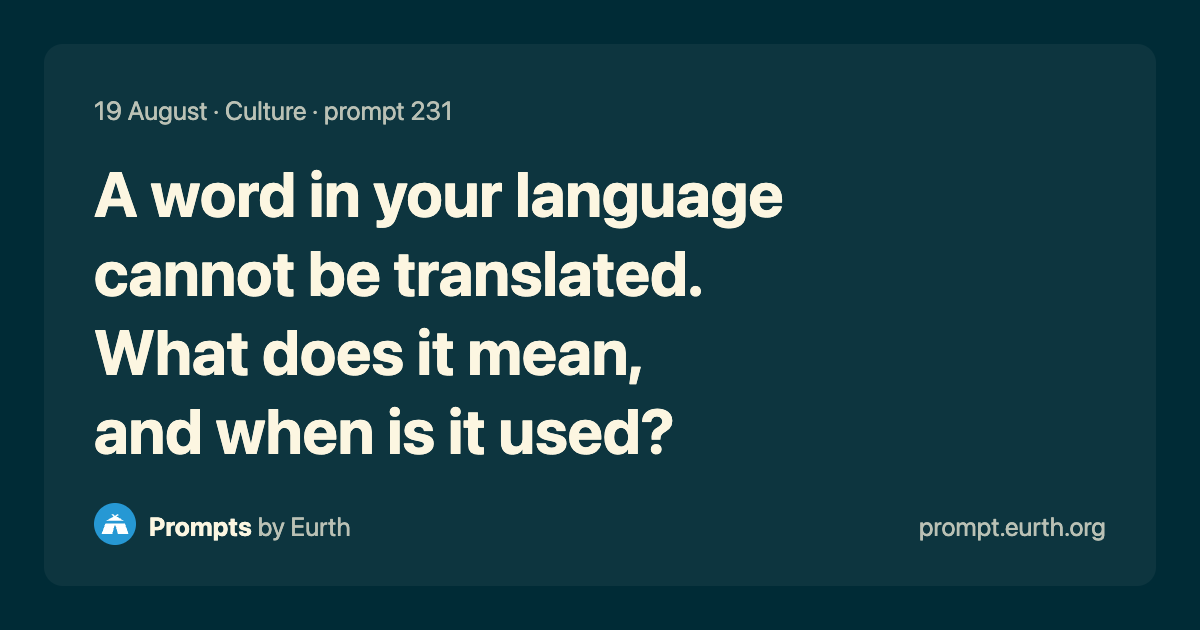 19 August · Culture · prompt 231
A word in your language
cannot be translated.
What does it mean,
and when is it used?
Prompts by Eurth
prompt.eurth.org